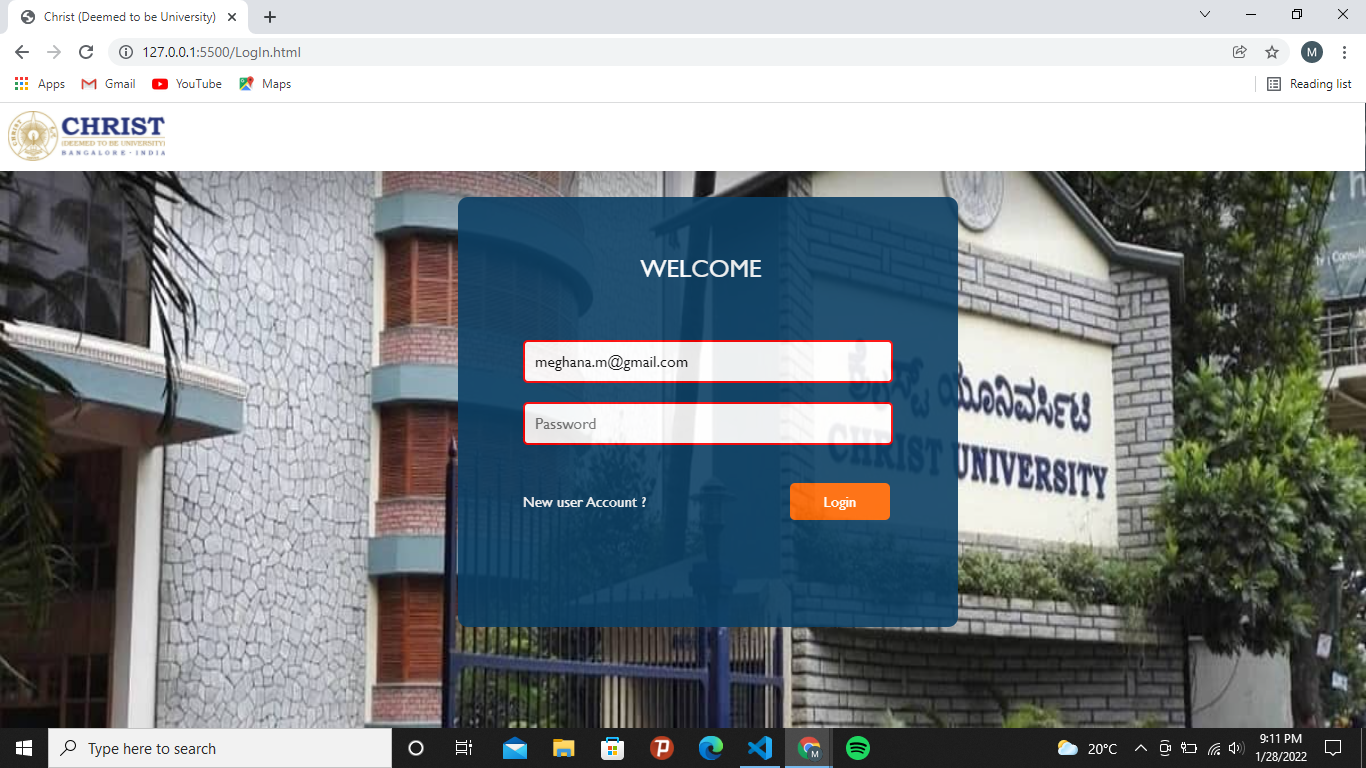 Christ (Deemed to be University)
127.0.0.1:5500/LogIn.html
M
Apps
Gmail
YouTube
Maps
Reading list
CHRIST
(DEEMED TO BE UNIVERSITY)
BANGALORE · INDIA
WELCOME
meghana.m@gmail.com
Password
New user Account ?
Login
ಕ್ರೈಸ್ಟ್ ಯೂನಿವರ್ಸಿಟಿ
CHRIST UNIVERSITY
Type here to search
M
20°C
9:11 PM
1/28/2022